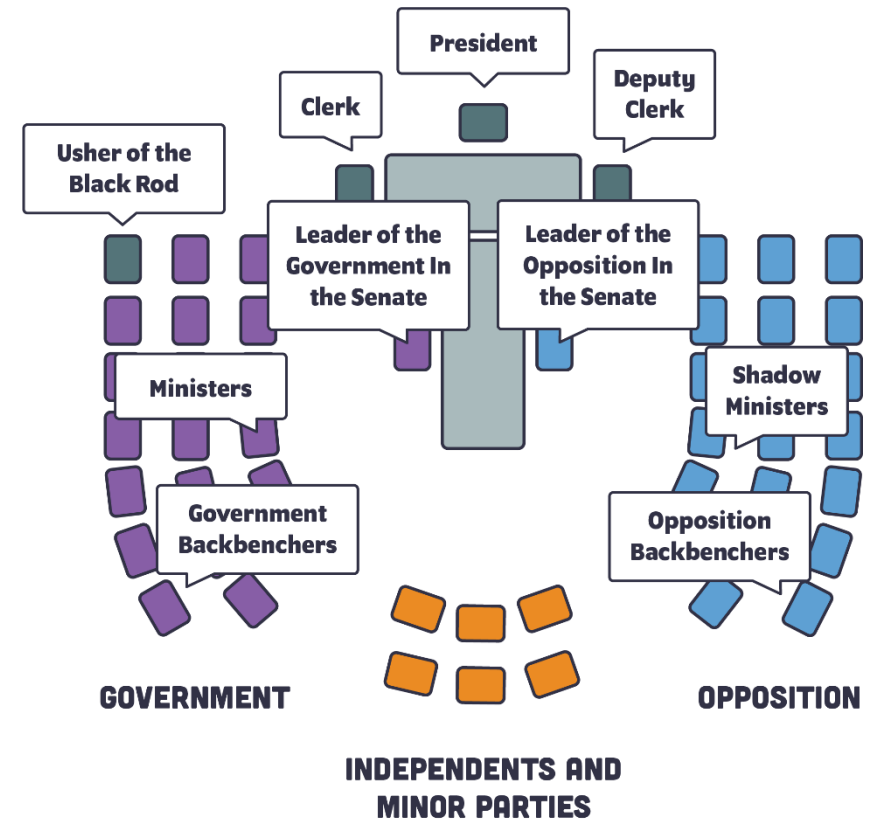 President
Clerk
Deputy
Clerk
Usher of the
Black Rod
Leader of the
Government In
the Senate
Leader of the
Opposition In
the Senate
Ministers
Shadow
Ministers
Government
Backbenchers
Opposition
Backbenchers
GOVERNMENT
OPPOSITION
INDEPENDENTS AND
MINOR PARTIES